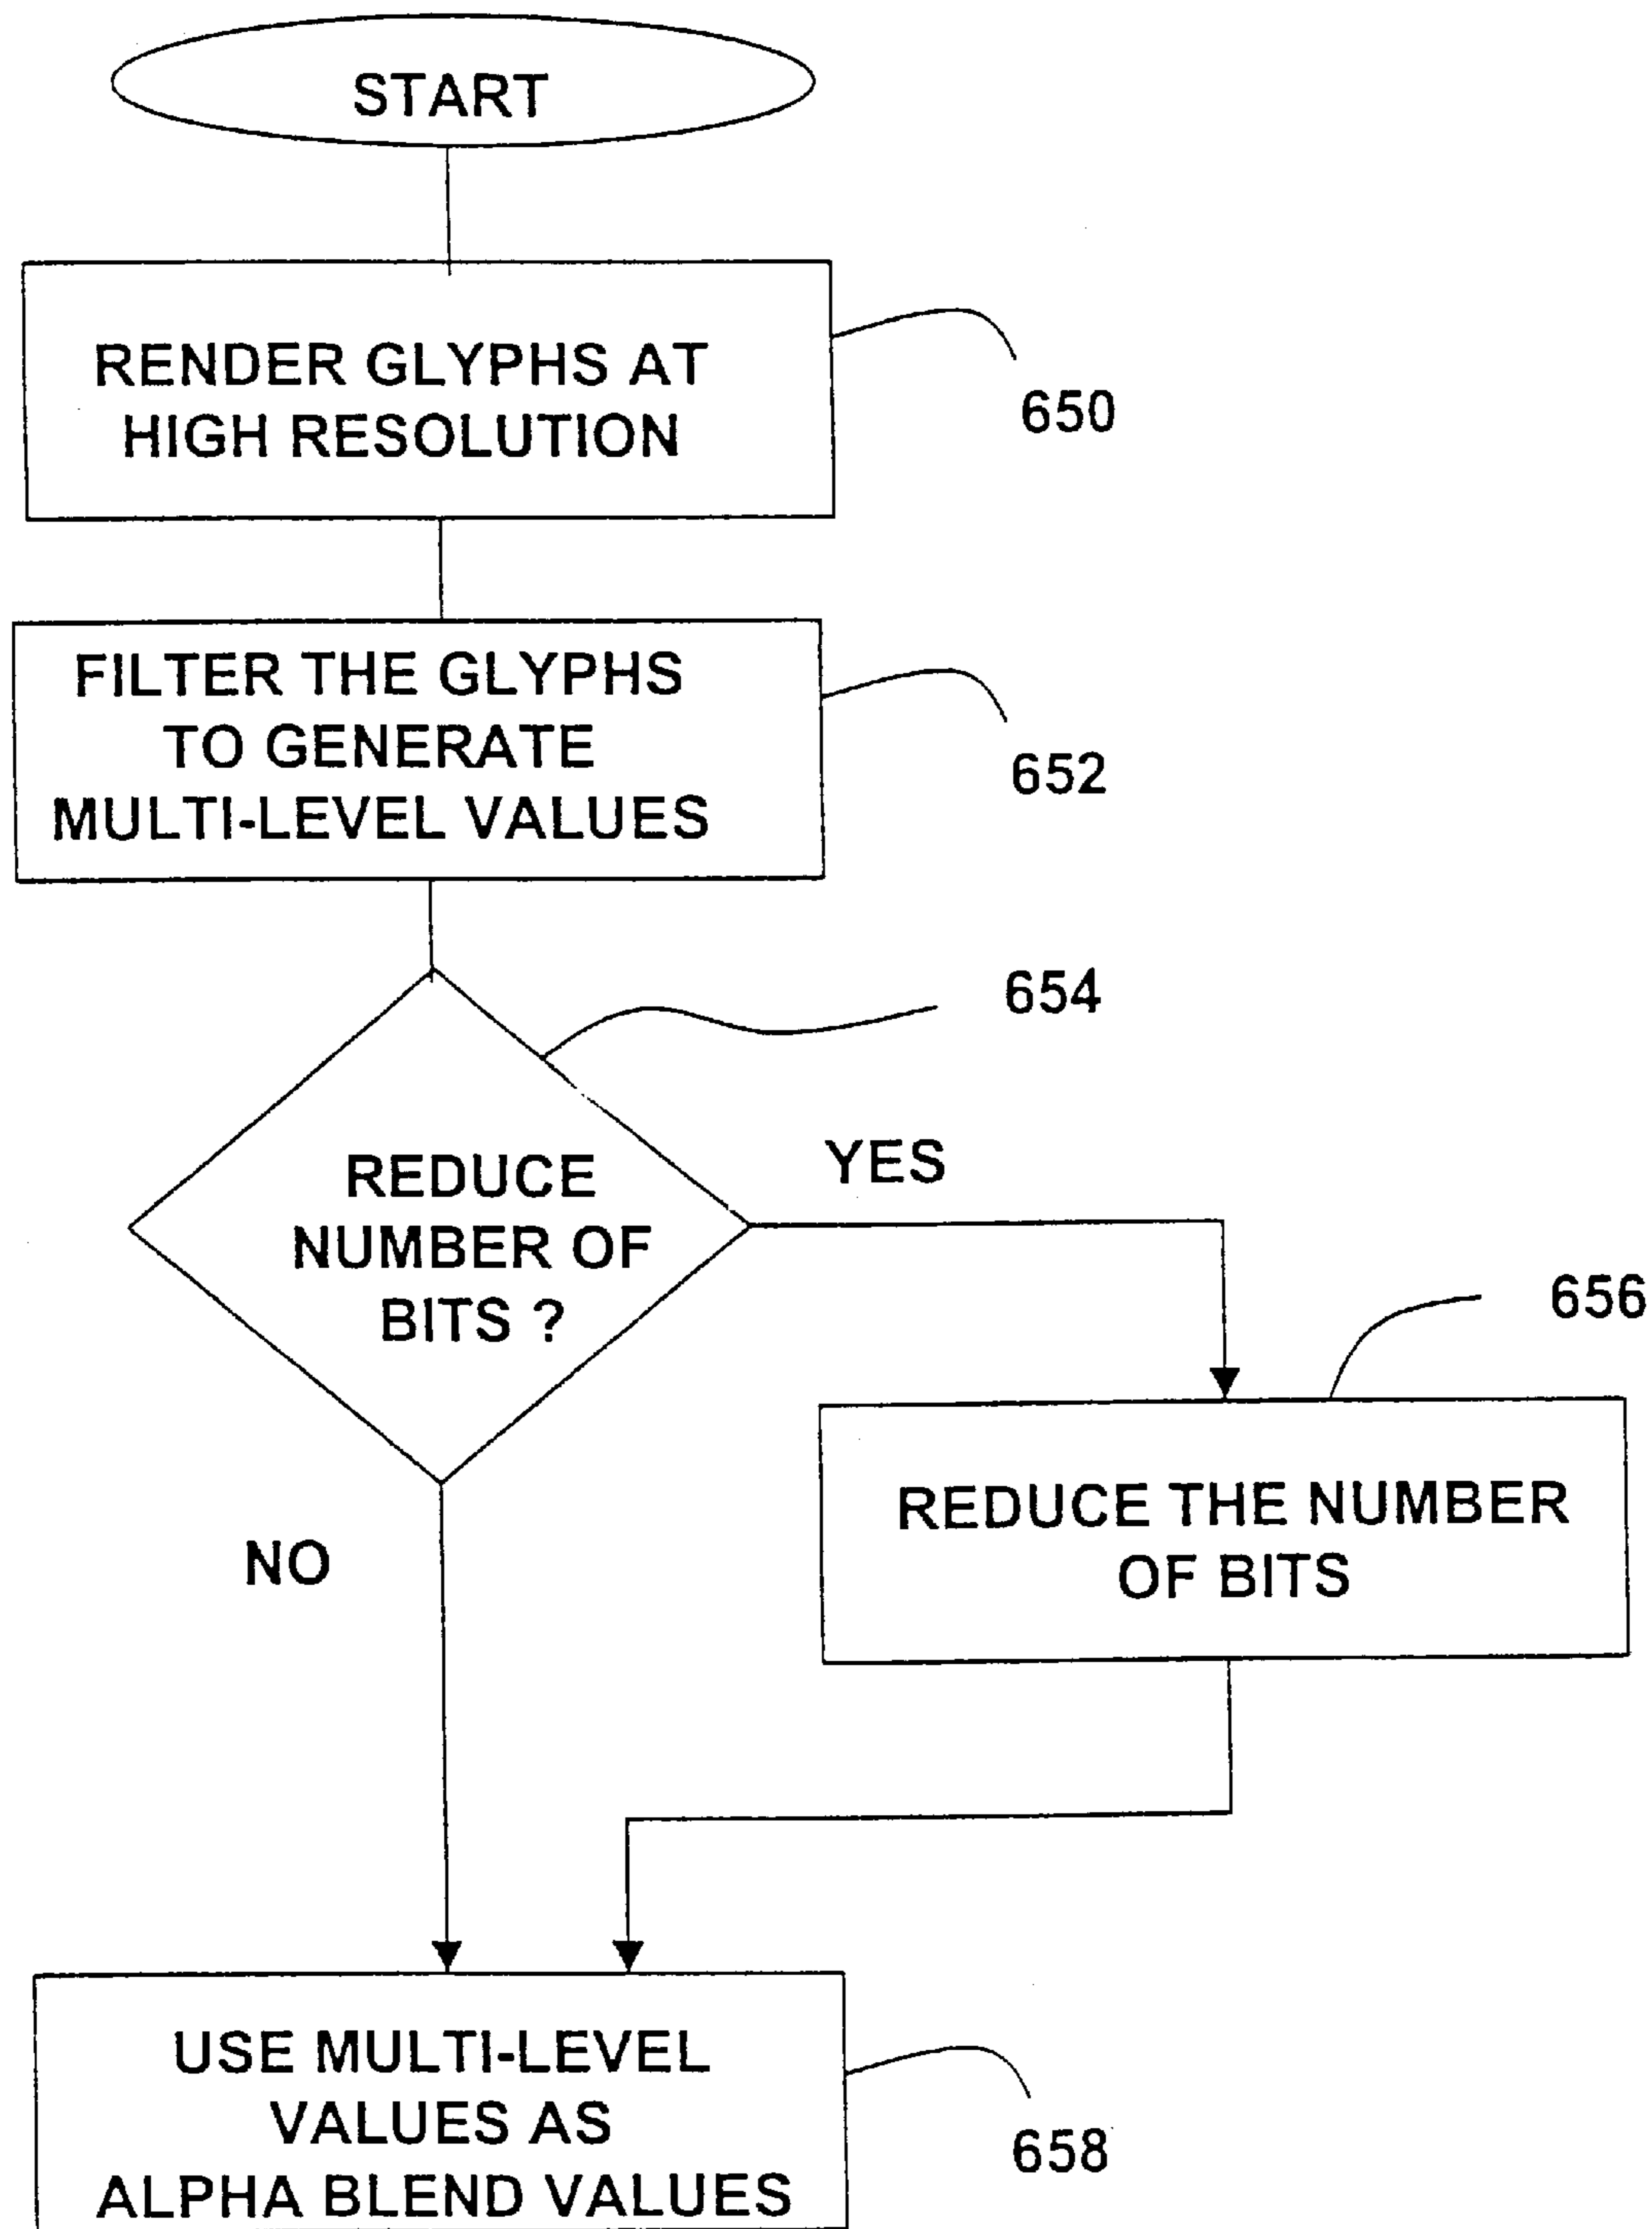 START
RENDER GLYPHS AT
HIGH RESOLUTION
650
FILTER THE GLYPHS
TO GENERATE
MULTI-LEVEL VALUES
652
654
REDUCE
NUMBER OF
BITS ?
YES
656
REDUCE THE NUMBER
OF BITS
NO
USE MULTI-LEVEL
VALUES AS
ALPHA BLEND VALUES
658